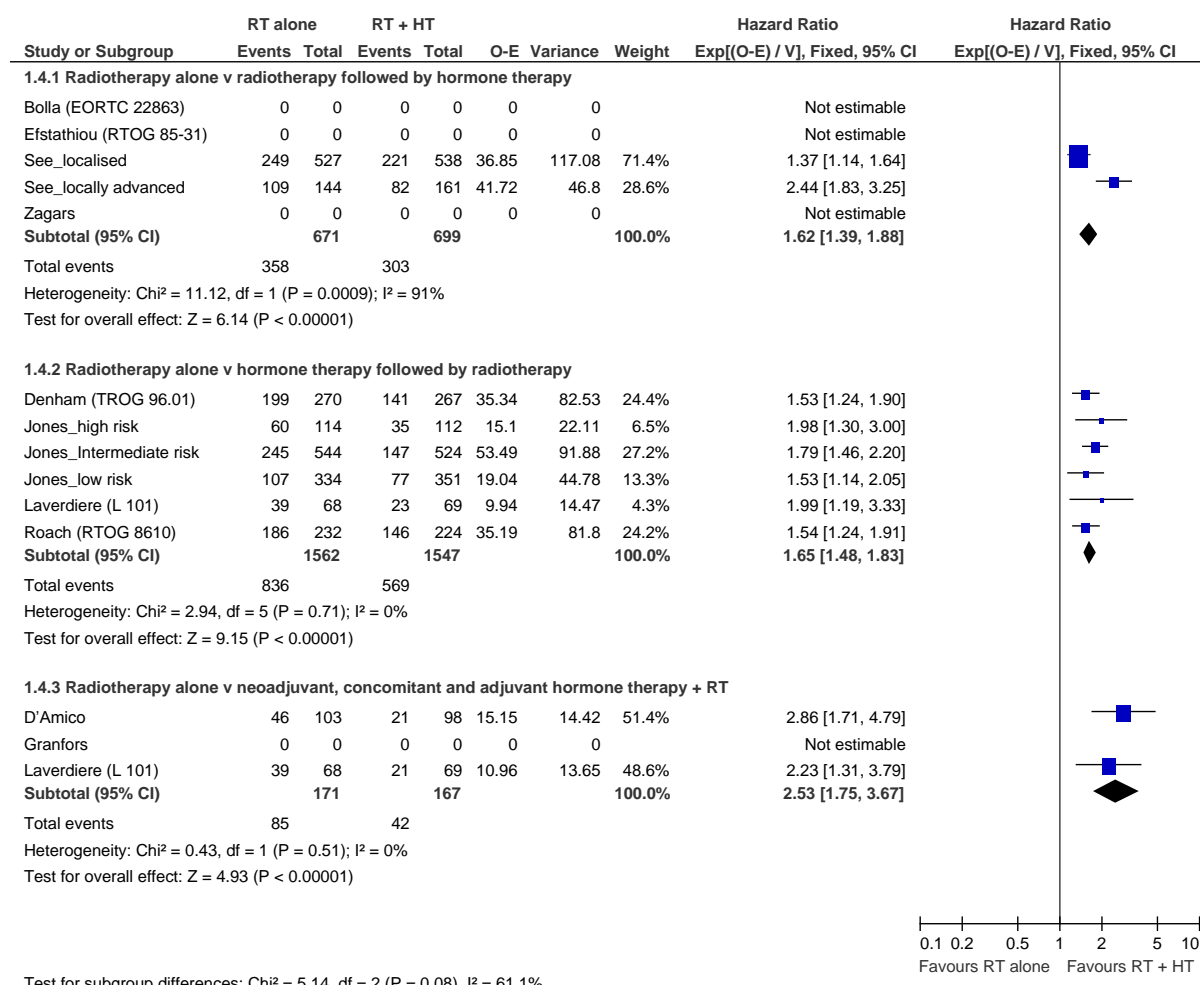 RT alone RT + HT Hazard Ratio Hazard Ratio
Study or Subgroup Events Total Events Total O-E Variance Weight Exp[(O-E) / V], Fixed, 95% CI Exp[(O-E) / V], Fixed, 95% CI
1.4.1 Radiotherapy alone v radiotherapy followed by hormone therapy
Bolla (EORTC 22863) 0 0 0 0 0 0 Not estimable
Efstathiou (RTOG 85-31) 0 0 0 0 0 0 Not estimable
See_localised 249 527 221 538 36.85 117.08 71.4% 1.37 [1.14, 1.64]
See_locally advanced 109 144 82 161 41.72 46.8 28.6% 2.44 [1.83, 3.25]
Zagars 0 0 0 0 0 0 Not estimable
Subtotal (95% CI) 671 699 100.0% 1.62 [1.39, 1.88]
Total events 358 303
Heterogeneity: Chi² = 11.12, df = 1 (P = 0.0009); I² = 91%
Test for overall effect: Z = 6.14 (P < 0.00001)
1.4.2 Radiotherapy alone v hormone therapy followed by radiotherapy
Denham (TROG 96.01) 199 270 141 267 35.34 82.53 24.4% 1.53 [1.24, 1.90]
Jones_high risk 60 114 35 112 15.1 22.11 6.5% 1.98 [1.30, 3.00]
Jones_Intermediate risk 245 544 147 524 53.49 91.88 27.2% 1.79 [1.46, 2.20]
Jones_low risk 107 334 77 351 19.04 44.78 13.3% 1.53 [1.14, 2.05]
Laverdiere (L 101) 39 68 23 69 9.94 14.47 4.3% 1.99 [1.19, 3.33]
Roach (RTOG 8610) 186 232 146 224 35.19 81.8 24.2% 1.54 [1.24, 1.91]
Subtotal (95% CI) 1562 1547 100.0% 1.65 [1.48, 1.83]
Total events 836 569
Heterogeneity: Chi² = 2.94, df = 5 (P = 0.71); I² = 0%
Test for overall effect: Z = 9.15 (P < 0.00001)
1.4.3 Radiotherapy alone v neoadjuvant, concomitant and adjuvant hormone therapy + RT
D'Amico 46 103 21 98 15.15 14.42 51.4% 2.86 [1.71, 4.79]
Granfors 0 0 0 0 0 0 Not estimable
Laverdiere (L 101) 39 68 21 69 10.96 13.65 48.6% 2.23 [1.31, 3.79]
Subtotal (95% CI) 171 167 100.0% 2.53 [1.75, 3.67]
Total events 85 42
Heterogeneity: Chi² = 0.43, df = 1 (P = 0.51); I² = 0%
Test for overall effect: Z = 4.93 (P < 0.00001)
0.1 0.2 0.5 1 2 5 10
Favours RT alone Favours RT + HT
Test for subgroup differences: Chi² = 5.14, df = 2 (P = 0.08), I² = 61.1%